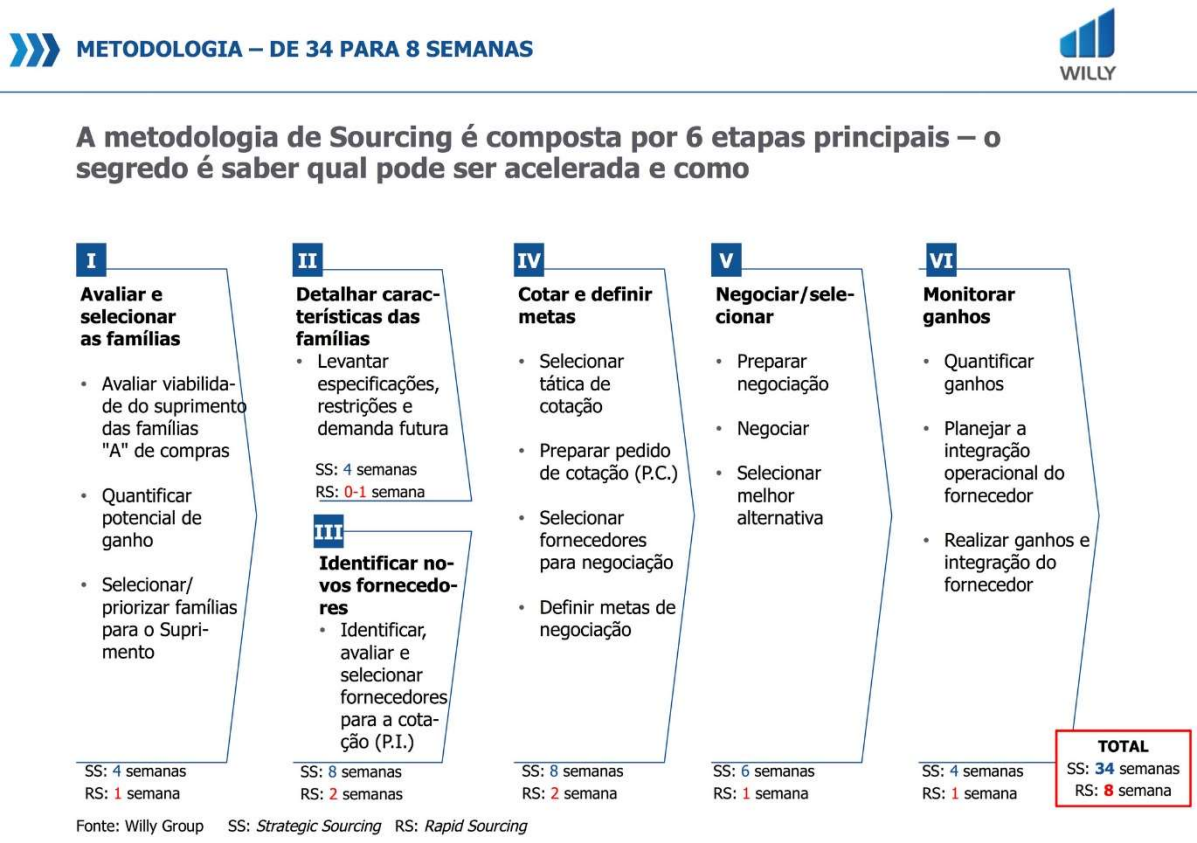 METODOLOGIA – DE 34 PARA 8 SEMANAS
WILLY
A metodologia de Sourcing é composta por 6 etapas principais – o
segredo é saber qual pode ser acelerada e como
I
Avaliar e
selecionar
as famílias
• Avaliar viabilida-
de do suprimento
das famílias
"A" de compras
• Quantificar
potencial de
ganho
• Selecionar/
priorizar famílias
para o Supri-
mento
SS: 4 semanas
RS: 1 semana
II
Detalhar carac-
terísticas das
famílias
• Levantar
especificações,
restrições e
demanda futura
SS: 4 semanas
RS: 0-1 semana
III
Identificar no-
vos fornecedo-
res
• Identificar,
avaliar e
selecionar
fornecedores
para a cota-
ção (P.I.)
SS: 8 semanas
RS: 2 semanas
IV
Cotar e definir
metas
• Selecionar
tática de
cotação
• Preparar pedido
de cotação (P.C.)
• Selecionar
fornecedores
para negociação
• Definir metas de
negociação
SS: 8 semanas
RS: 2 semana
V
Negociar/sele-
cionar
• Preparar
negociação
• Negociar
• Selecionar
melhor
alternativa
SS: 6 semanas
RS: 1 semana
VI
Monitorar
ganhos
• Quantificar
ganhos
• Planejar a
integração
operacional do
fornecedor
• Realizar ganhos e
integração do
fornecedor
SS: 4 semanas
RS: 1 semana
TOTAL
SS: 34 semanas
RS: 8 semana
Fonte: Willy Group SS: Strategic Sourcing RS: Rapid Sourcing